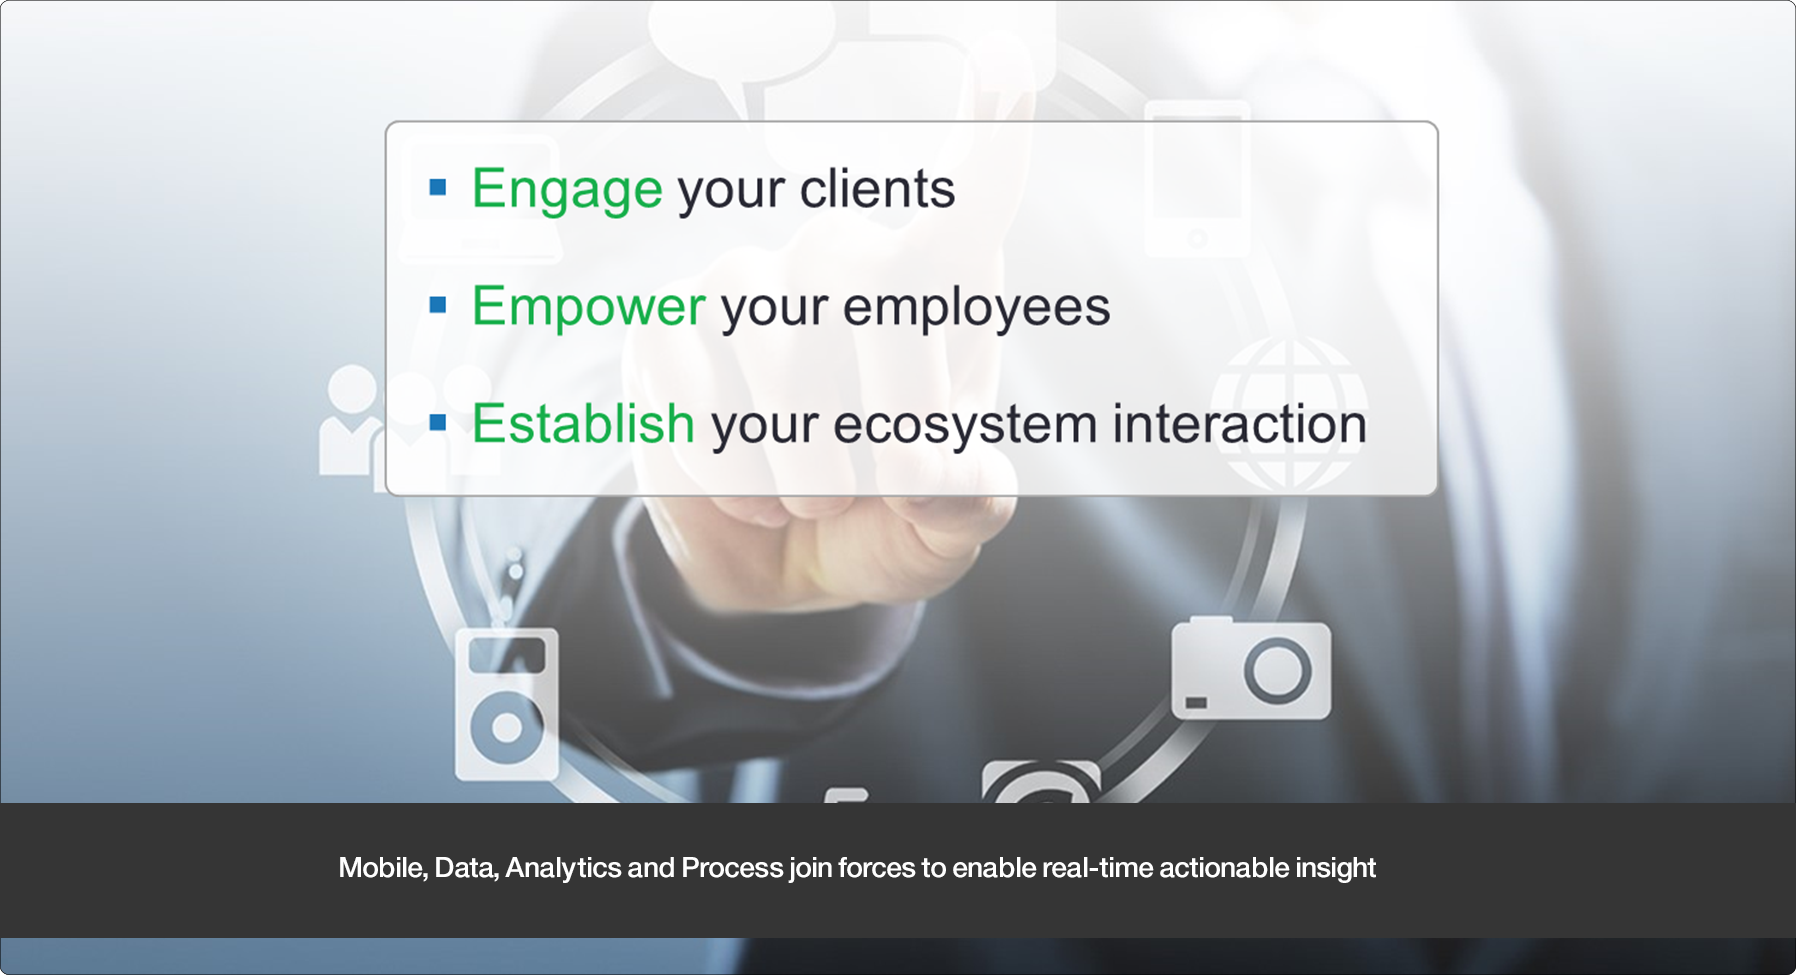 Engage your clients
Empower your employees
Establish your ecosystem interaction
Mobile, Data, Analytics and Process join forces to enable real-time actionable insight